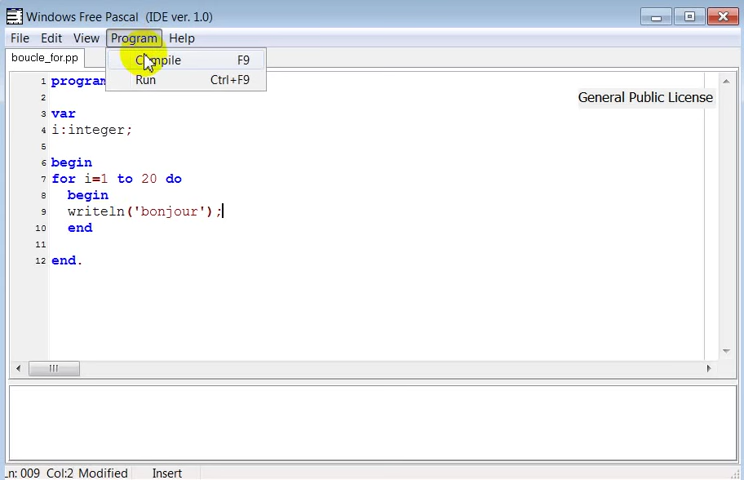 Windows Free Pascal (IDE ver. 1.0)
File Edit View Program Help
boucle_for.pp
Compile F9
Run Ctrl+F9
General Public License
1 program
2
3 var
4 i:integer;
5
6 begin
7 for i=1 to 20 do
8 begin
9 writeln('bonjour');
10 end
11
12 end.
Ln: 009 Col:2 Modified Insert